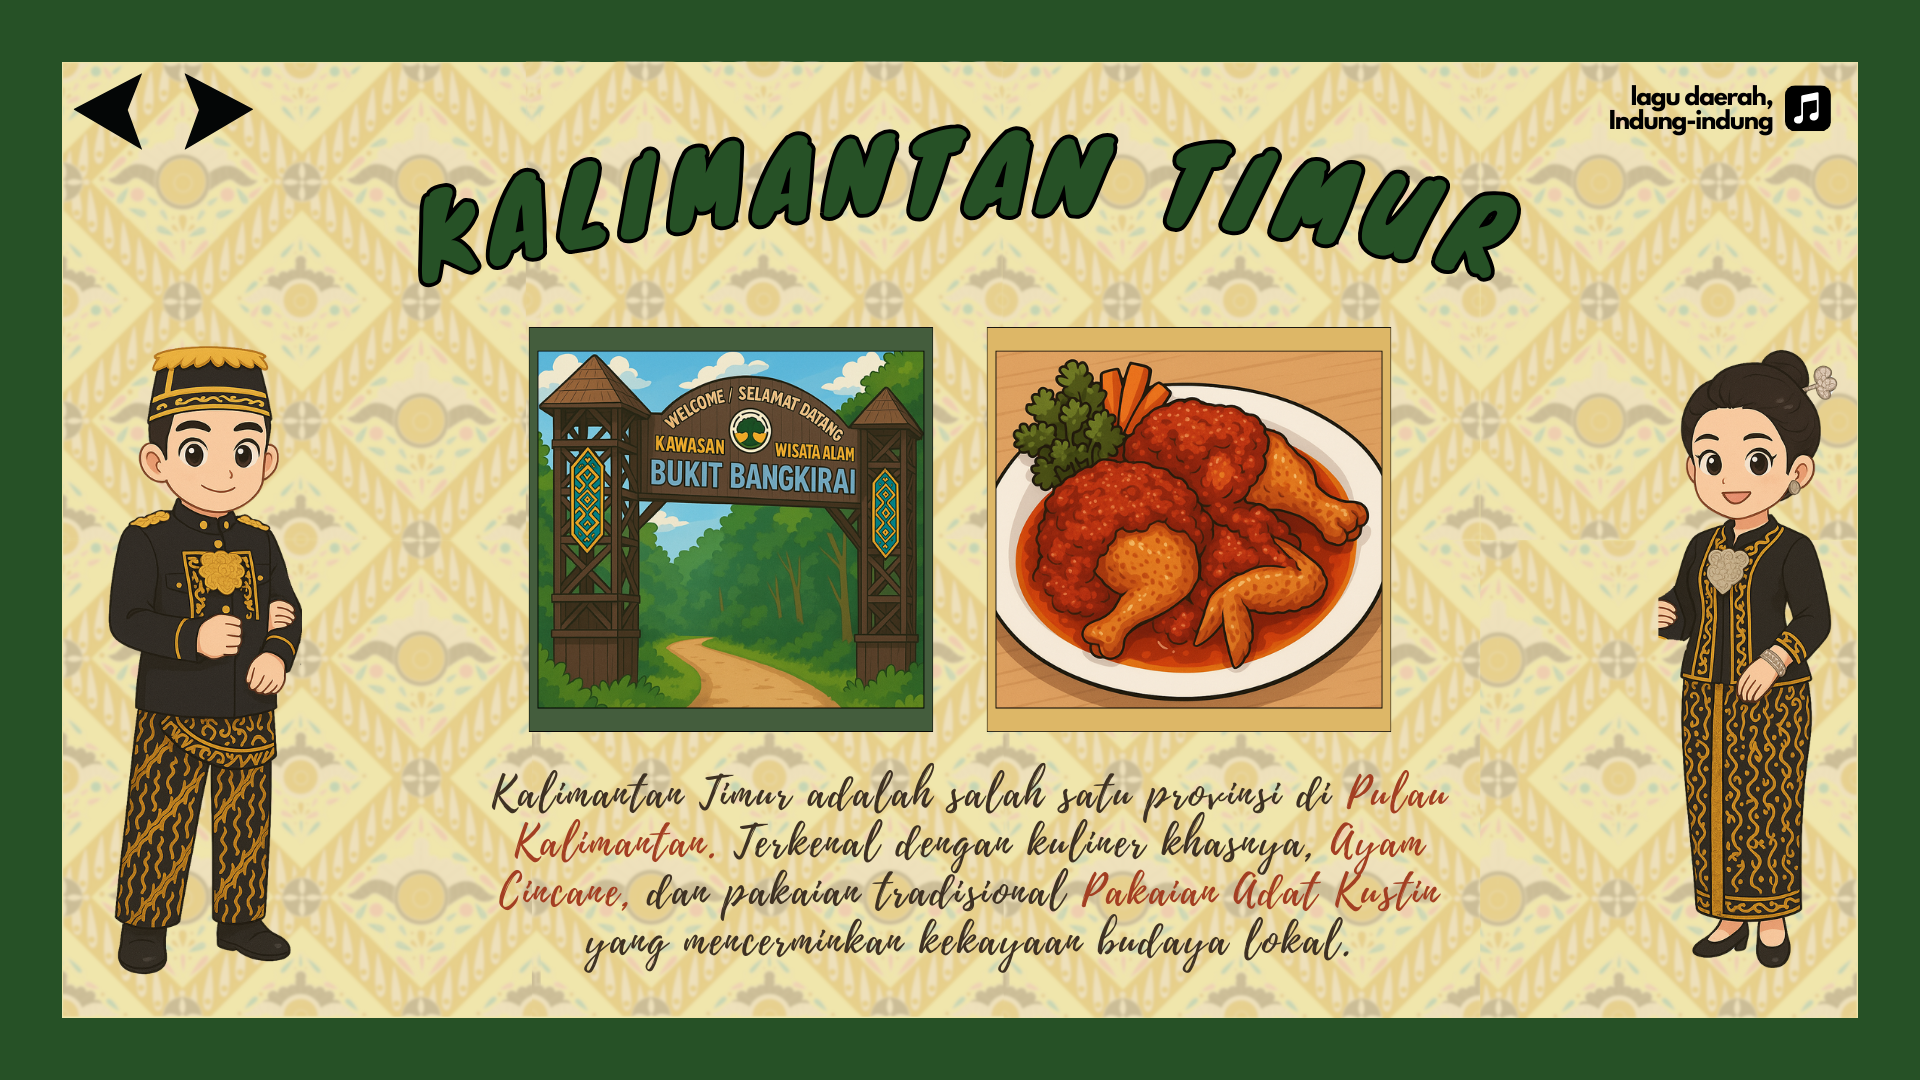 lagu daerah,
Indung-indung
KALIMANTAN TIMUR
WELCOME / SELAMAT DATANG
KAWASAN WISATA ALAM
BUKIT BANGKIRAI
Kalimantan Timur adalah salah satu provinsi di Pulau
Kalimantan. Terkenal dengan kuliner khasnya, Ayam
Cincane, dan pakaian tradisional Pakaian Adat Kustin
yang mencerminkan kekayaan budaya lokal.